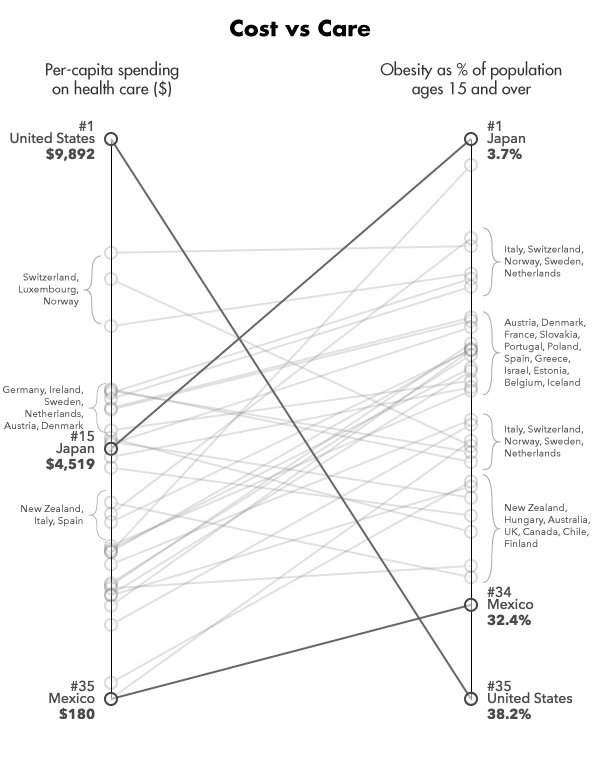 Cost vs Care
Per-capita spending
on health care ($)
Obesity as % of population
ages 15 and over
#1
United States
$9,892
Switzerland,
Luxembourg,
Norway
Germany, Ireland,
Sweden,
Netherlands,
Austria, Denmark
#15
Japan
$4,519
New Zealand,
Italy, Spain
#35
Mexico
$180
#1
Japan
3.7%
Italy, Switzerland,
Norway, Sweden,
Netherlands
Austria, Denmark,
France, Slovakia,
Portugal, Poland,
Spain, Greece,
Israel, Estonia,
Belgium, Iceland
Italy, Switzerland,
Norway, Sweden,
Netherlands
New Zealand,
Hungary, Australia,
UK, Canada, Chile,
Finland
#34
Mexico
32.4%
#35
United States
38.2%